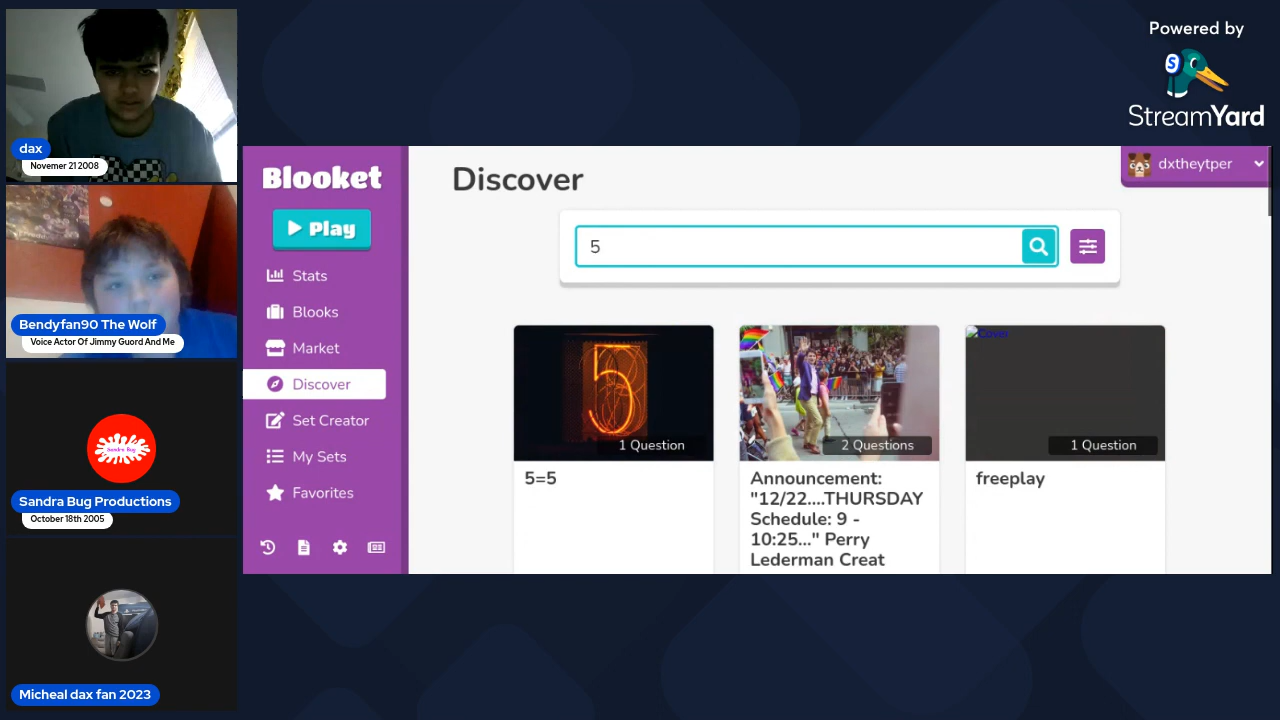 dax
Novemer 21 2008
Bendyfan90 The Wolf
Voice Actor Of Jimmy Guord And Me
Sandra Bug
Sandra Bug Productions
October 18th 2005
Micheal dax fan 2023
Powered by
S
StreamYard
Blooket
Play
Stats
Blooks
Market
Discover
Set Creator
My Sets
Favorites
Discover
dxtheytper
5
5
1 Question
5=5
2 Questions
Announcement:
"12/22....THURSDAY
Schedule: 9 -
10:25..." Perry
Lederman Creat
Cover
1 Question
freeplay